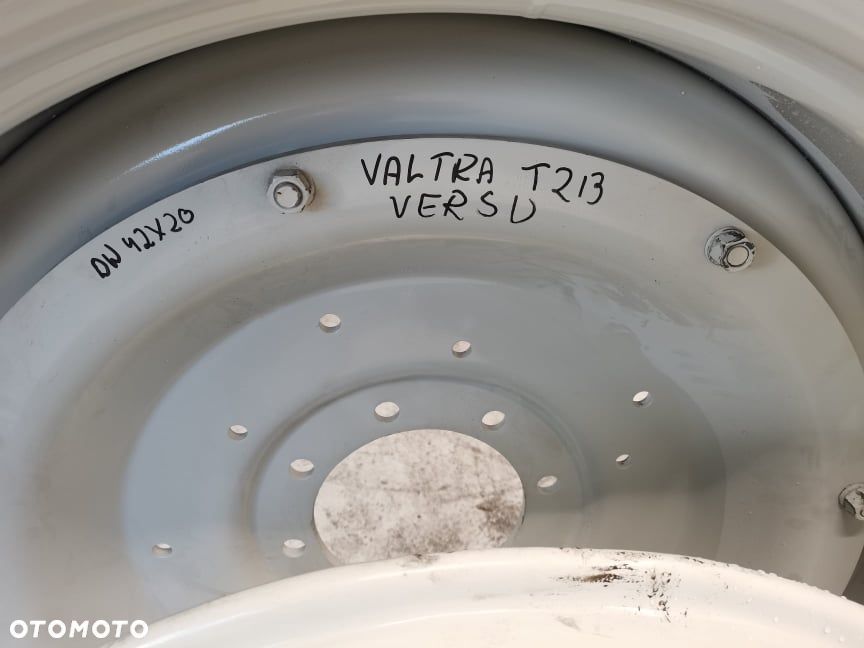 VALTRA T213
VERSU
DW 42X20
OTOMOTO